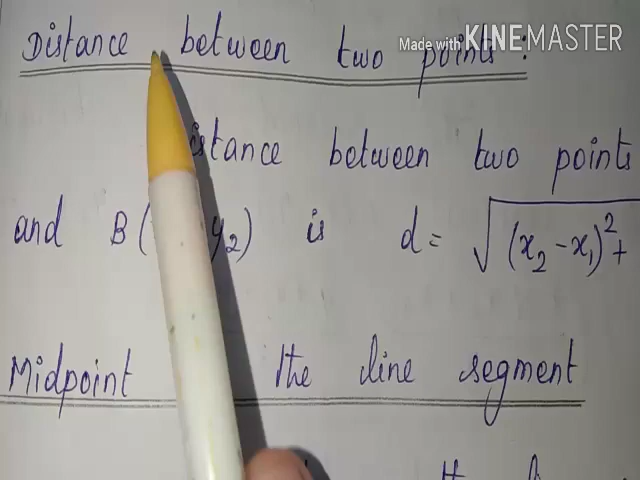 Distance between two points:
Made with KINEMASTER
istance between two points
and B( y₂) is d = √(x₂ - x₁)² +
Midpoint the line segment